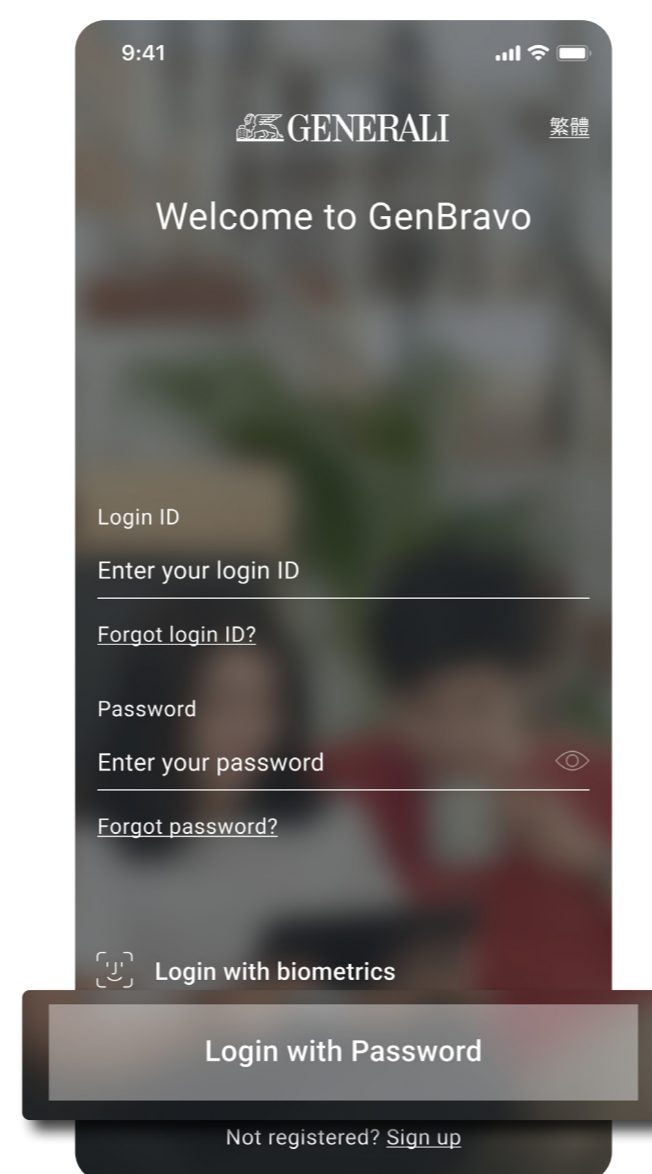 9:41
GENERALI
繁體
Welcome to GenBravo
Login ID
Enter your login ID
Forgot login ID?
Password
Enter your password
Forgot password?
Login with biometrics
Login with Password
Not registered? Sign up